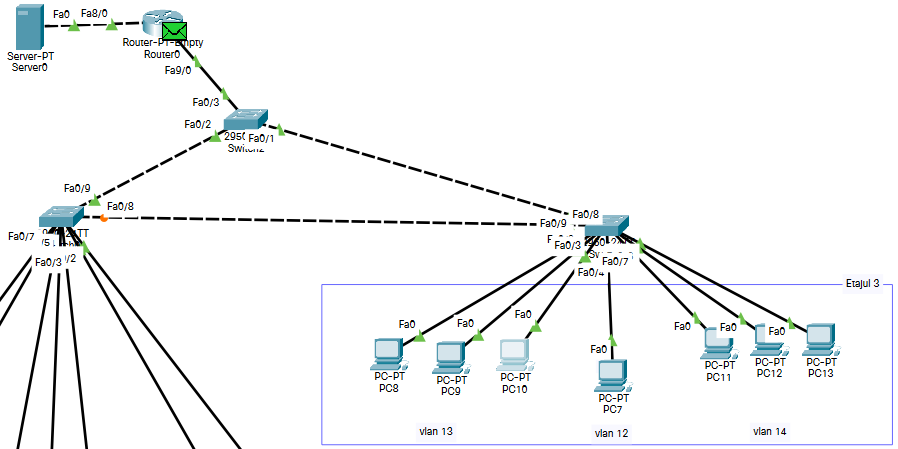 Fa0
Fa8/0
Server-PT
Server0
Router-PT-Empty
Router0
Fa9/0
Fa0/3
Fa0/2
Fa0/1
Fa0/9
Fa0/8
Fa0/7
Fa0/3
Fa0/8
Fa0/9
Fa0/3
Fa0/4
Fa0/7
Etajul 3
Fa0
Fa0
Fa0
Fa0
Fa0
Fa0
Fa0
PC-PT
PC8
PC-PT
PC9
PC-PT
PC10
PC-PT
PC7
PC-PT
PC11
PC-PT
PC12
PC-PT
PC13
vlan 13
vlan 12
vlan 14